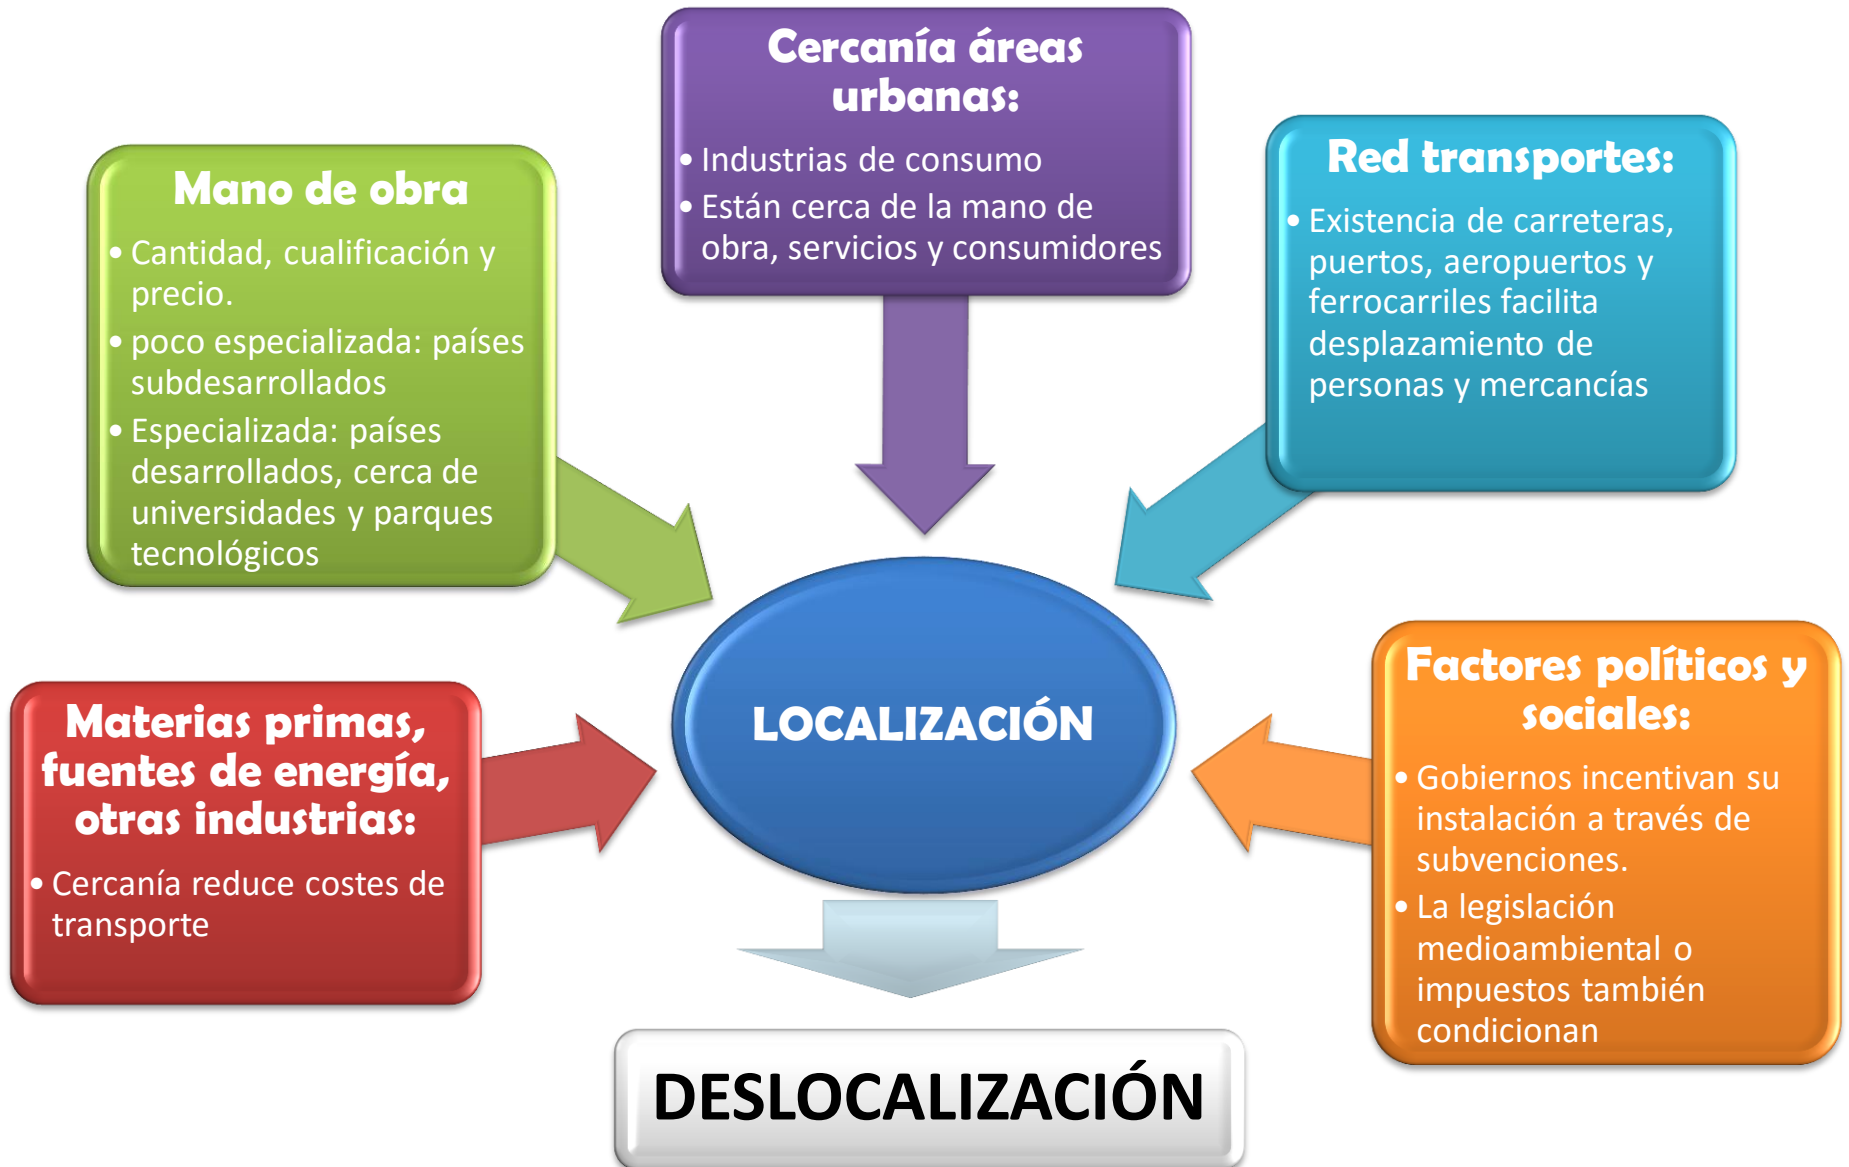 Cercanía áreas
urbanas:
• Industrias de consumo
• Están cerca de la mano de
obra, servicios y consumidores
Mano de obra
• Cantidad, cualificación y
precio.
• poco especializada: países
subdesarrollados
• Especializada: países
desarrollados, cerca de
universidades y parques
tecnológicos
Red transportes:
• Existencia de carreteras,
puertos, aeropuertos y
ferrocarriles facilita
desplazamiento de
personas y mercancías
Materias primas,
fuentes de energía,
otras industrias:
• Cercanía reduce costes de
transporte
LOCALIZACIÓN
Factores políticos y
sociales:
• Gobiernos incentivan su
instalación a través de
subvenciones.
• La legislación
medioambiental o
impuestos también
condicionan
DESLOCALIZACIÓN